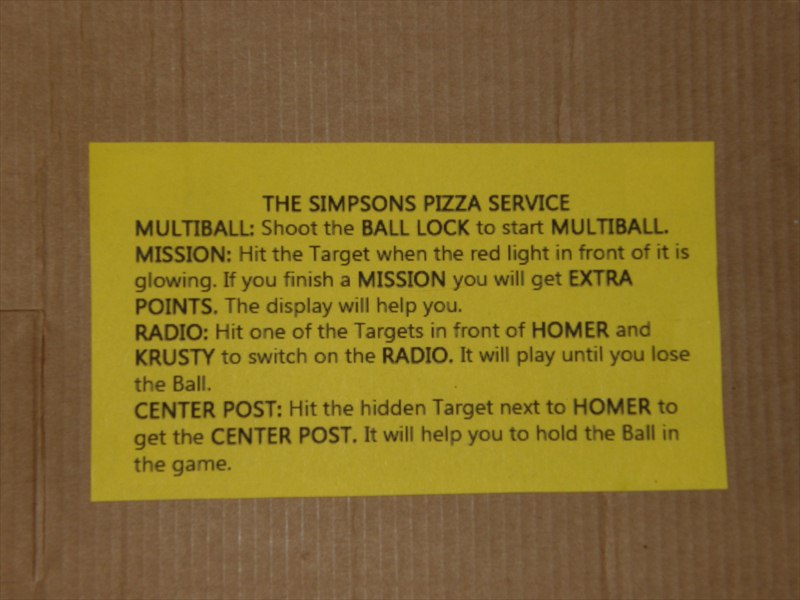 THE SIMPSONS PIZZA SERVICE
MULTIBALL: Shoot the BALL LOCK to start MULTIBALL.
MISSION: Hit the Target when the red light in front of it is
glowing. If you finish a MISSION you will get EXTRA
POINTS. The display will help you.
RADIO: Hit one of the Targets in front of HOMER and
KRUSTY to switch on the RADIO. It will play until you lose
the Ball.
CENTER POST: Hit the hidden Target next to HOMER to
get the CENTER POST. It will help you to hold the Ball in
the game.